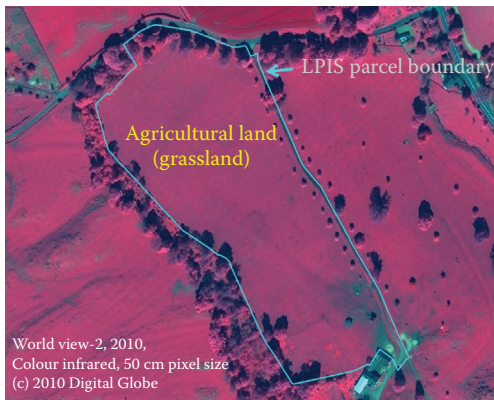 LPIS parcel boundary
Agricultural land
(grassland)
World view-2, 2010,
Colour infrared, 50 cm pixel size
(c) 2010 Digital Globe